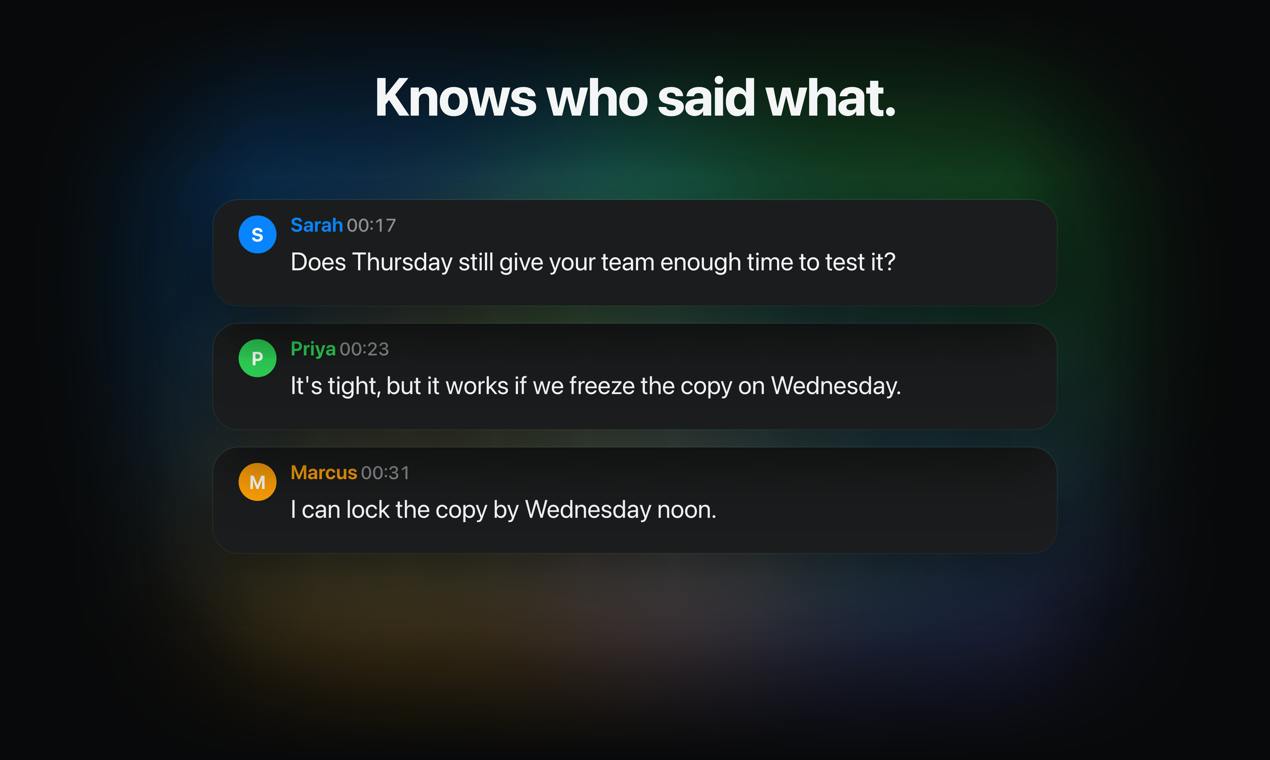 Knows who said what.
S
Sarah 00:17
Does Thursday still give your team enough time to test it?
P
Priya 00:23
It's tight, but it works if we freeze the copy on Wednesday.
M
Marcus 00:31
I can lock the copy by Wednesday noon.